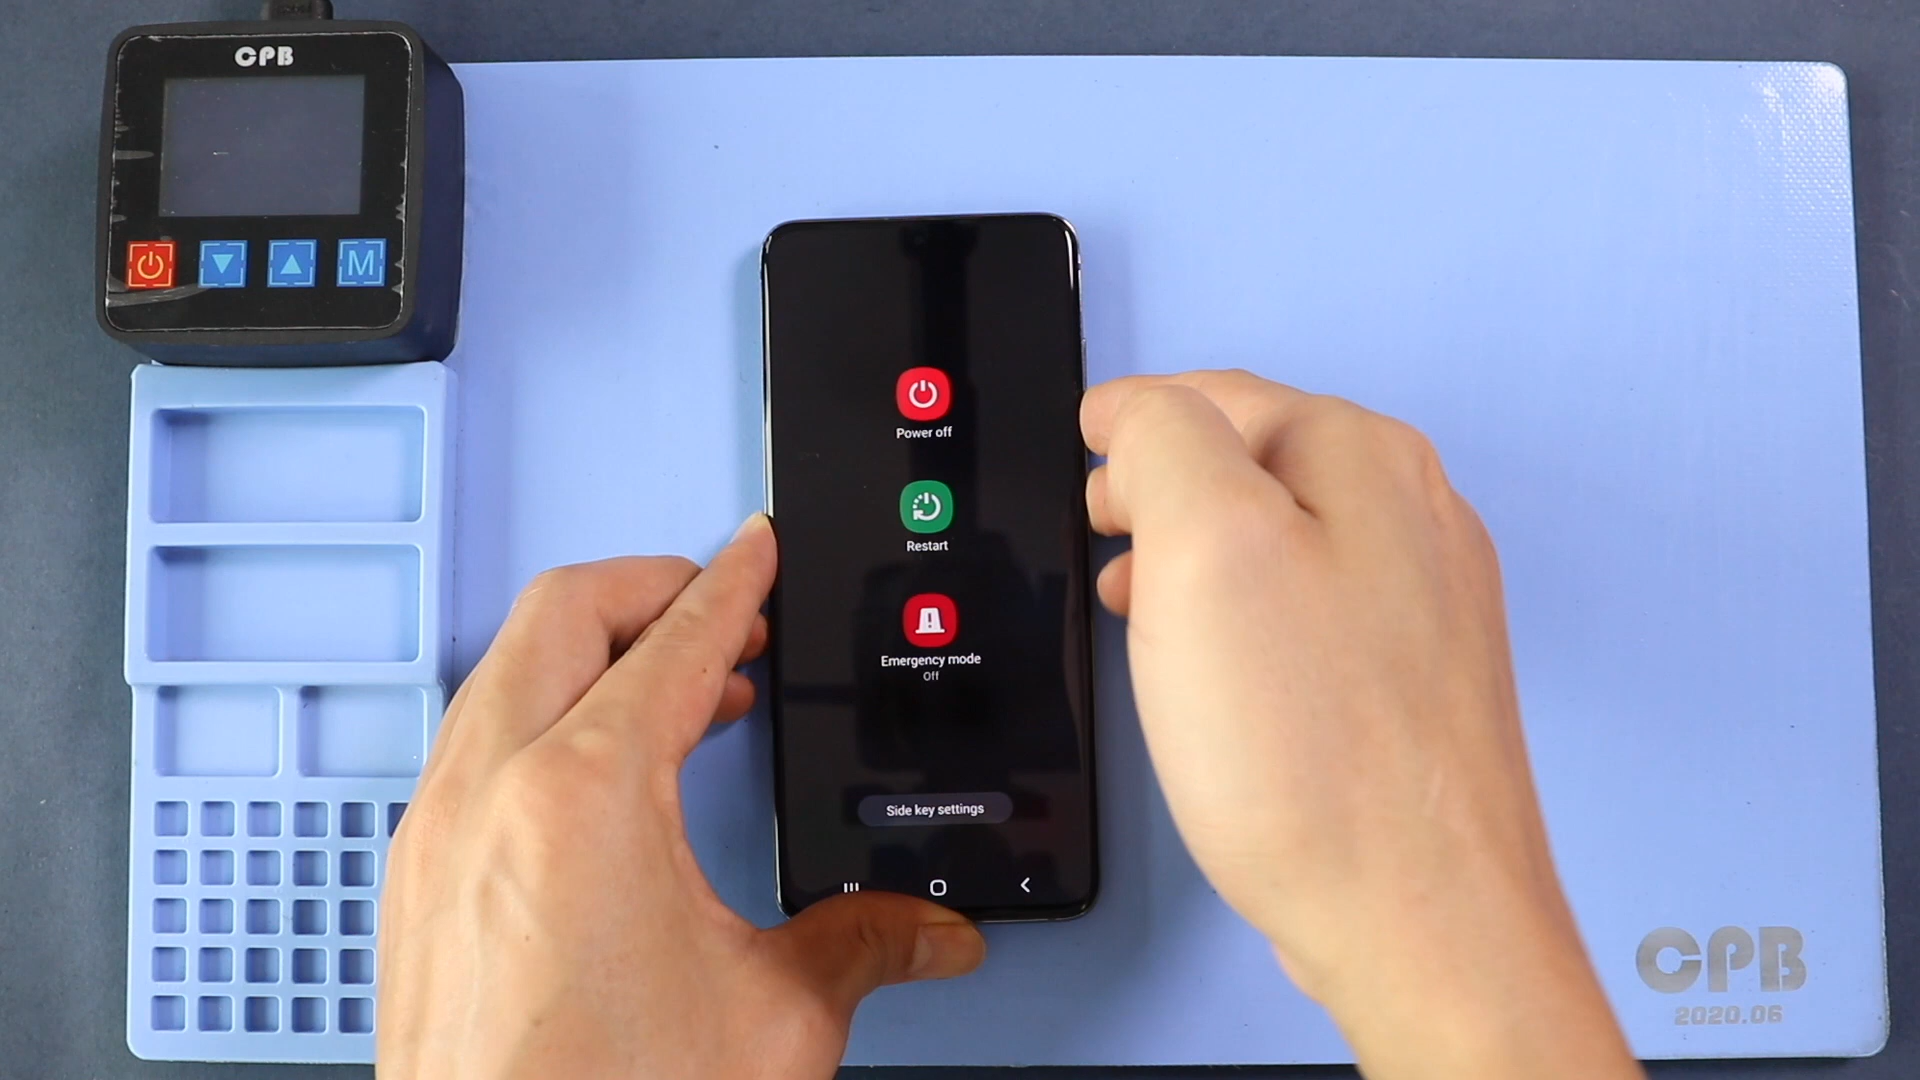 CPB
M
Power off
Restart
Emergency mode
Off
Side key settings
CPB
2020.06